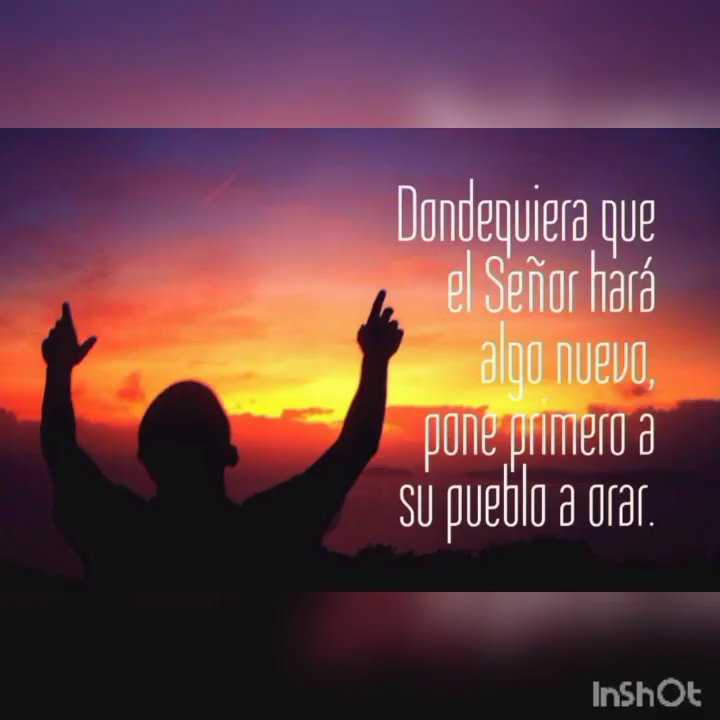 Dondequiera que
el Señor hará
algo nuevo,
pone primero a
su pueblo a orar.
InShOt